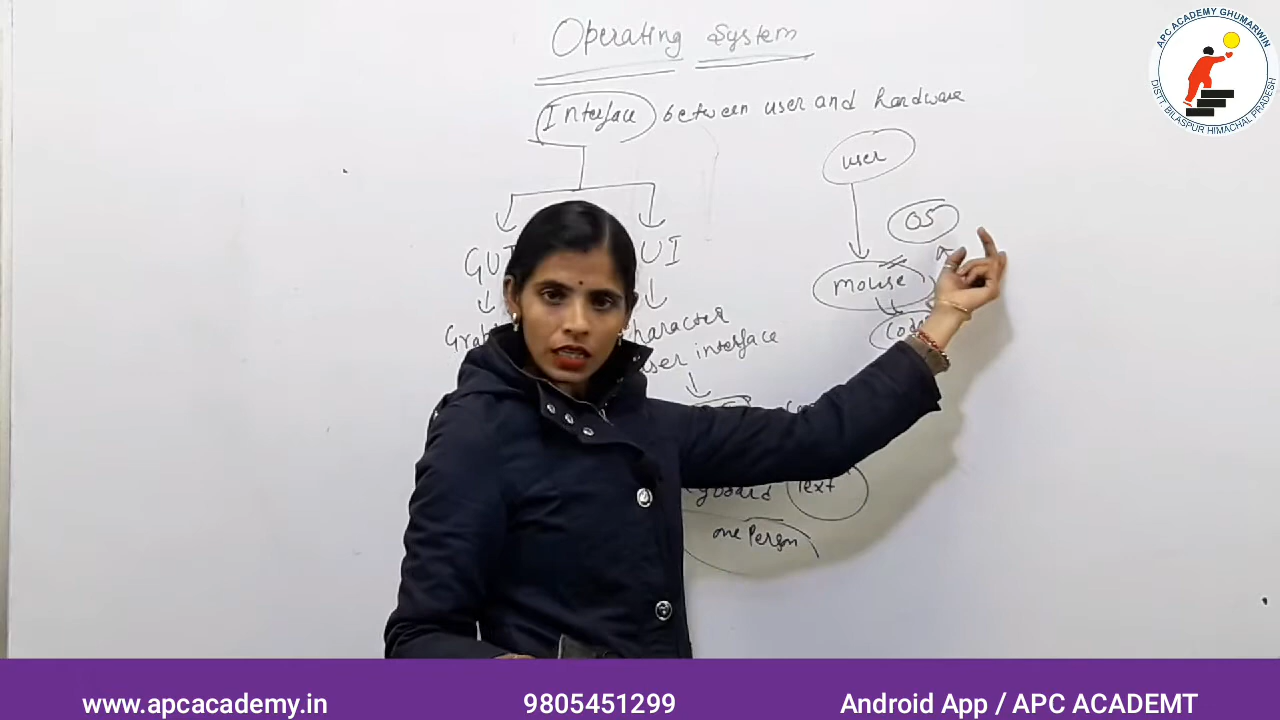 Operating System
Interface between user and hardware
user
OS
GU
UI
mouse
haracter
ser interface
Text
one Person
APC ACADEMY GHUMARWIN
DISTT. BILASPUR HIMACHAL PRADESH
www.apcacademy.in
9805451299
Android App / APC ACADEMT